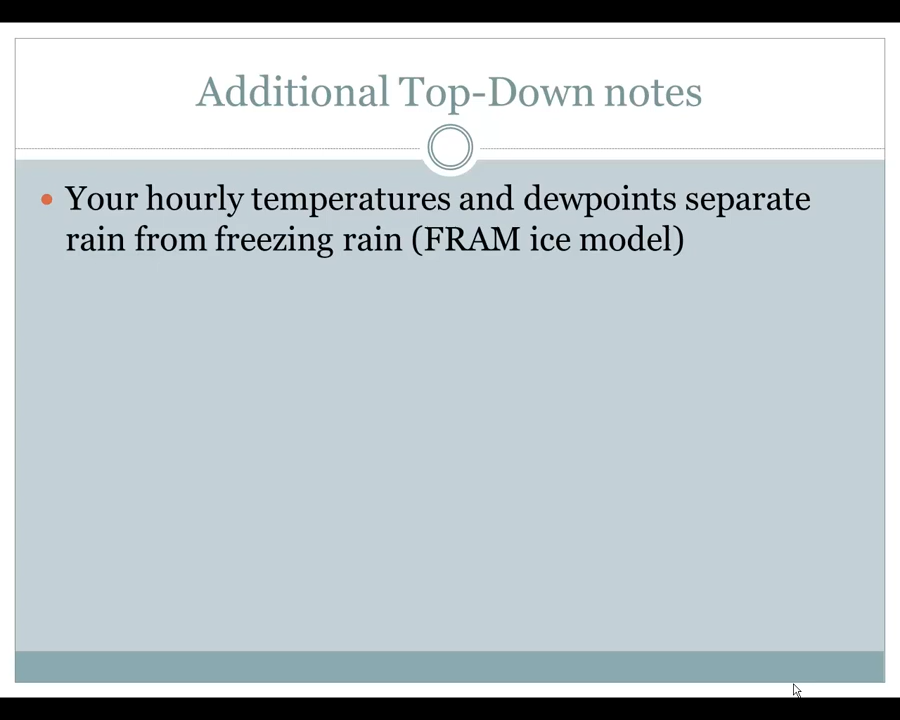 Additional Top-Down notes
• Your hourly temperatures and dewpoints separate
rain from freezing rain (FRAM ice model)